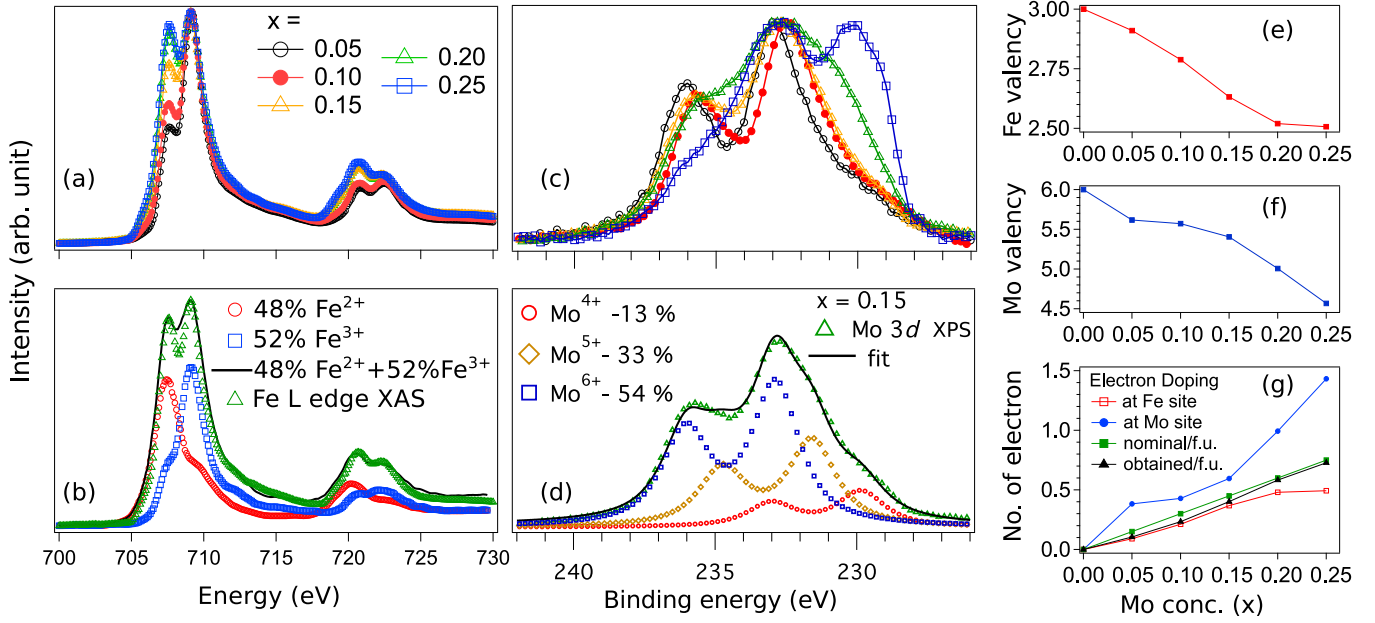 Intensity (arb. unit)
(a)
x =
0.05
0.10
0.15
0.20
0.25
(b)
48% Fe2+
52% Fe3+
48% Fe2++52%Fe3+
Fe L edge XAS
700 705 710 715 720 725 730
Energy (eV)
(c)
(d)
Mo4+ -13 %
Mo5+- 33 %
Mo6+- 54 %
x = 0.15
Mo 3d XPS
fit
240 235 230
Binding energy (eV)
(e)
Fe valency
3.00
2.75
2.50
0.00 0.05 0.10 0.15 0.20 0.25
(f)
Mo valency
6.0
5.5
5.0
4.5
0.00 0.05 0.10 0.15 0.20 0.25
(g)
No. of electron
1.5
1.0
0.5
0.0
Electron Doping
at Fe site
at Mo site
nominal/f.u.
obtained/f.u.
0.00 0.05 0.10 0.15 0.20 0.25
Mo conc. (x)